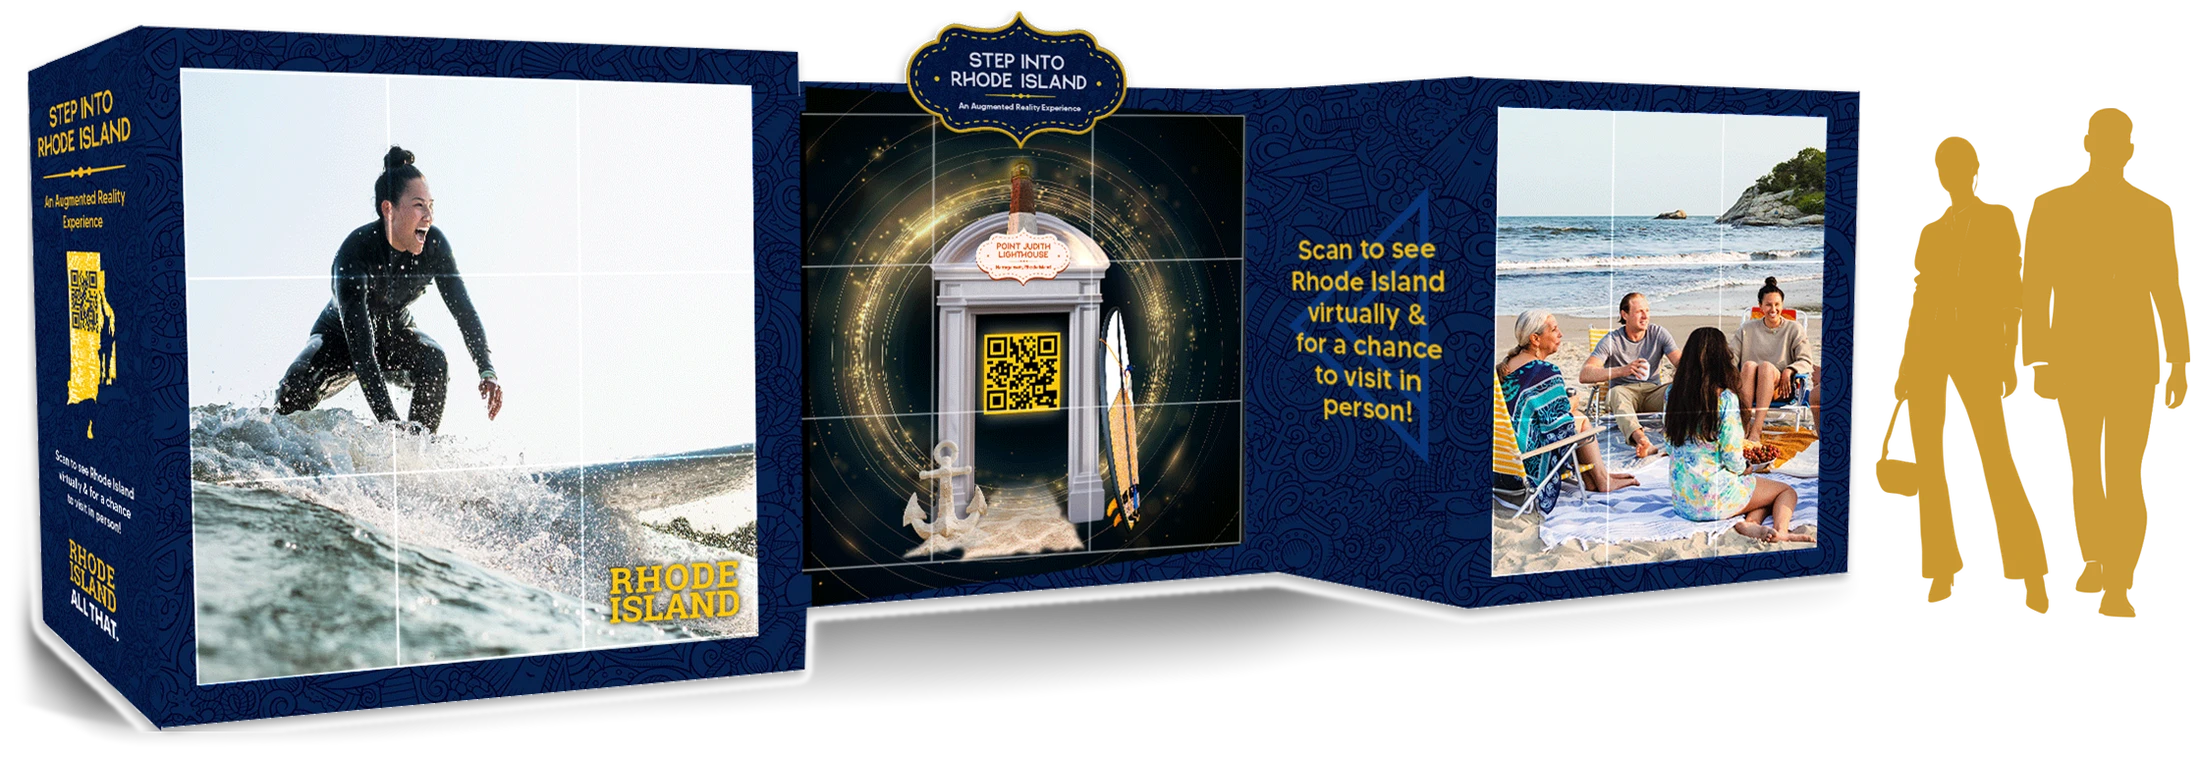 STEP INTO
RHODE ISLAND
An Augmented Reality
Experience
Scan to see Rhode Island
virtually & for a chance
to visit in person!
RHODE
ISLAND
ALL THAT.
RHODE
ISLAND
STEP INTO
RHODE ISLAND
An Augmented Reality Experience
POINT JUDITH
LIGHTHOUSE
Scan to see
Rhode Island
virtually &
for a chance
to visit in
person!